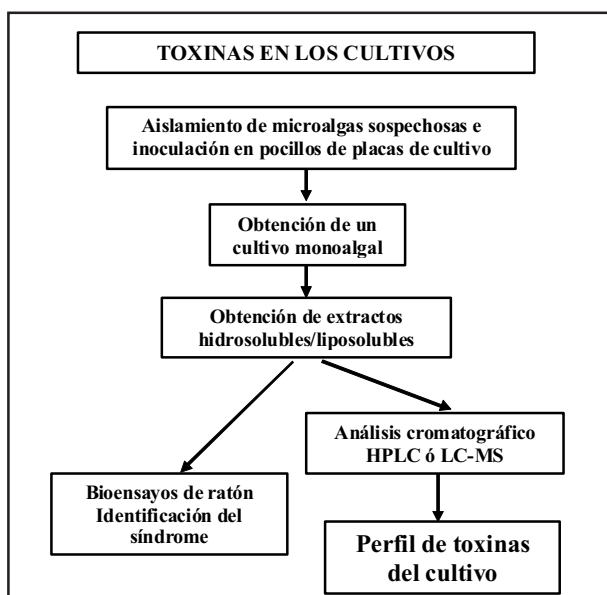 TOXINAS EN LOS CULTIVOS
Aislamiento de microalgas sospechosas e
inoculación en pocillos de placas de cultivo
Obtención de un
cultivo monoalgal
Obtención de extractos
hidrosolubles/liposolubles
Análisis cromatográfico
HPLC ó LC-MS
Bioensayos de ratón
Identificación del
síndrome
Perfil de toxinas
del cultivo